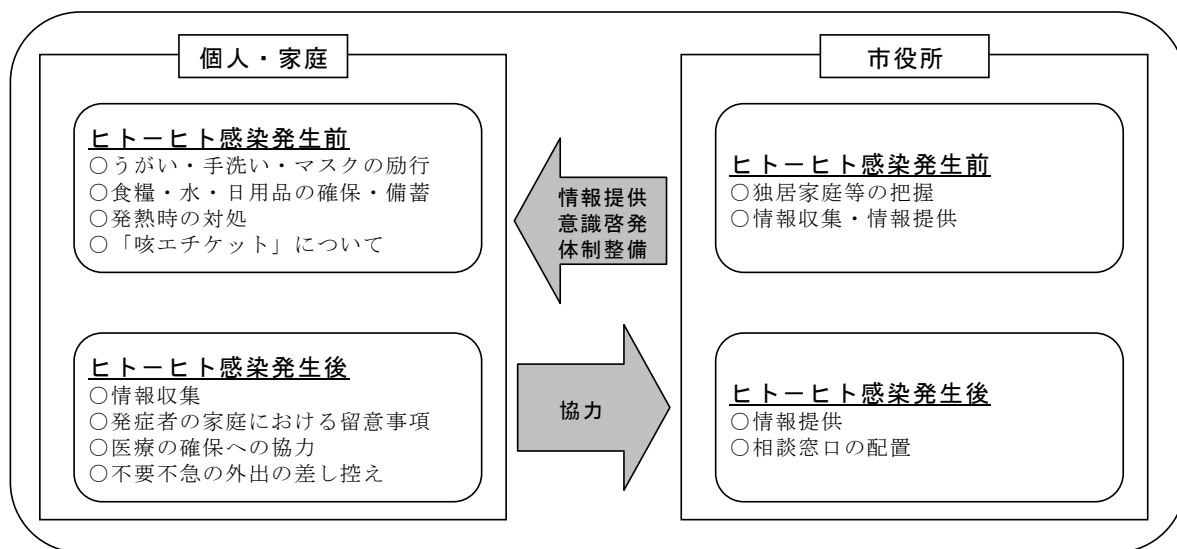 個人・家庭
ヒトーヒト感染発生前
○うがい・手洗い・マスクの励行
○食糧・水・日用品の確保・備蓄
○発熱時の対処
○「咳エチケット」について
ヒトーヒト感染発生後
○情報収集
○発症者の家庭における留意事項
○医療の確保への協力
○不要不急の外出の差し控え
情報提供
意識啓発
体制整備
協力
市役所
ヒトーヒト感染発生前
○独居家庭等の把握
○情報収集・情報提供
ヒトーヒト感染発生後
○情報提供
○相談窓口の配置